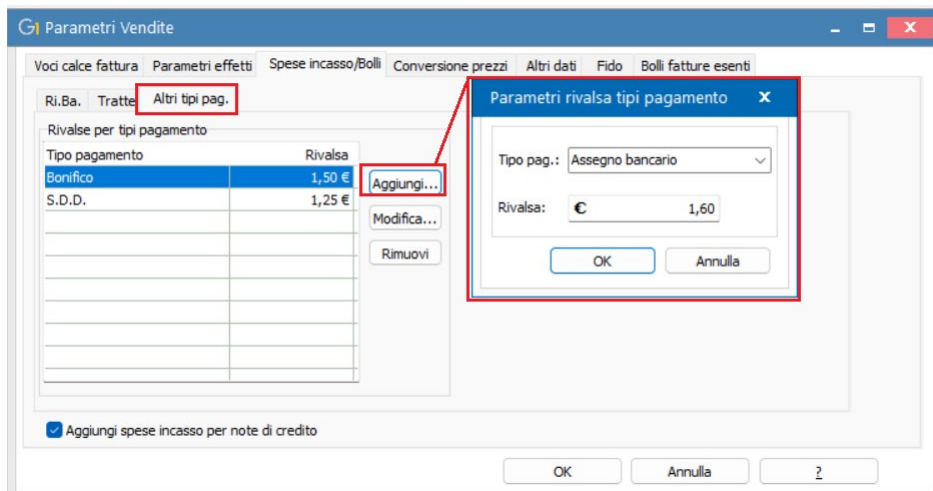 G1 Parametri Vendite
Voci calce fattura Parametri effetti Spese incasso/Bolli Conversione prezzi Altri dati Fido Bolli fatture esenti
Ri.Ba. Tratte Altri tipi pag.
Rivalse per tipi pagamento
Tipo pagamento Rivalsa
Bonifico 1,50 €
S.D.D. 1,25 €
Aggiungi...
Modifica...
Rimuovi
Parametri rivalsa tipi pagamento x
Tipo pag.: Assegno bancario
Rivalsa: € 1,60
OK Annulla
Aggiungi spese incasso per note di credito
OK Annulla ?